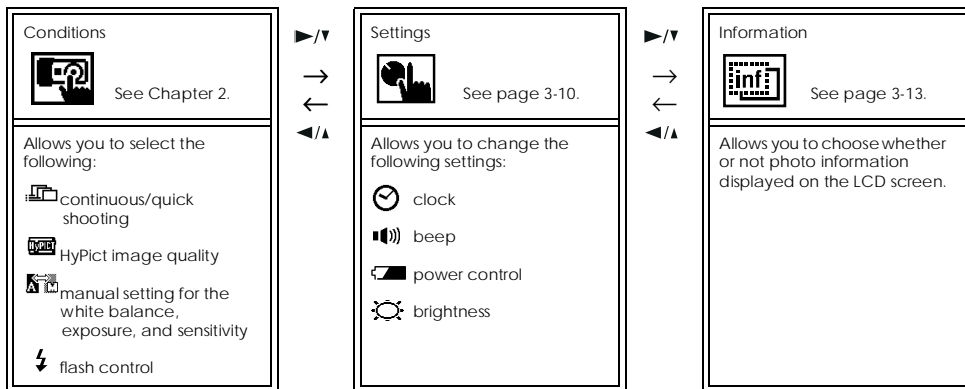 Conditions
See Chapter 2.
Allows you to select the
following:
continuous/quick
shooting
HyPICT
HyPict image quality
A M
manual setting for the
white balance,
exposure, and sensitivity
flash control
Settings
See page 3-10.
Allows you to change the
following settings:
clock
beep
power control
brightness
Information
inf
See page 3-13.
Allows you to choose whether
or not photo information
displayed on the LCD screen.